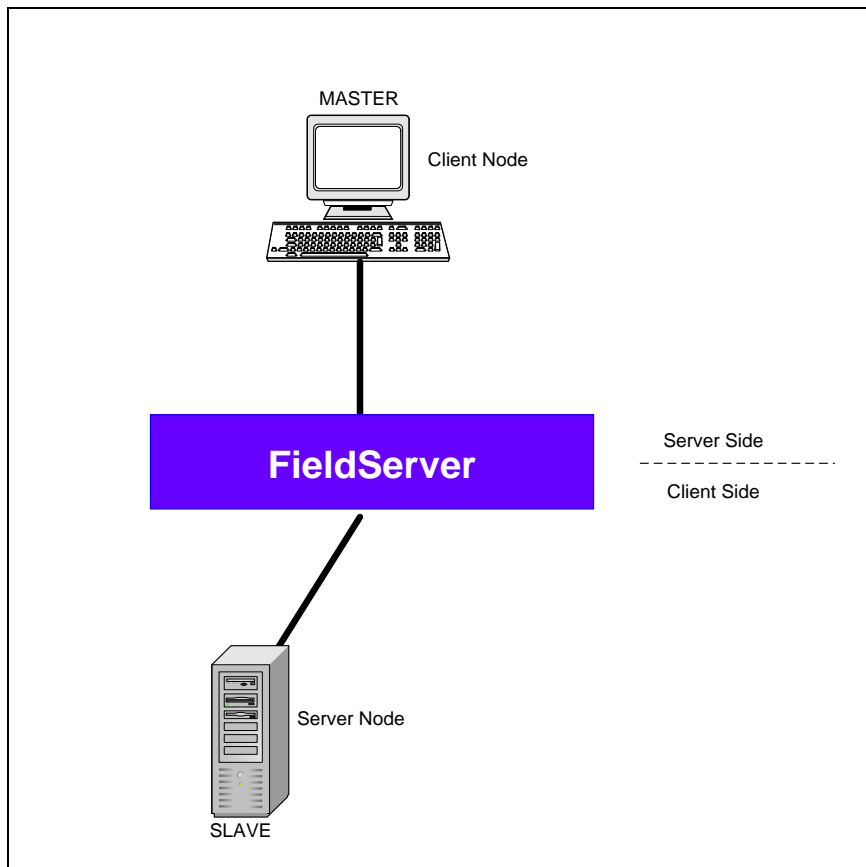 MASTER
Client Node
FieldServer
Server Side
Client Side
Server Node
SLAVE